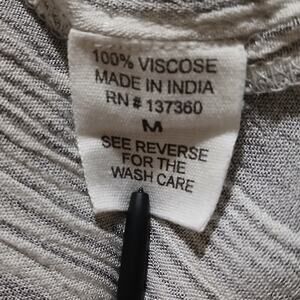 100% VISCOSE
MADE IN INDIA
RN # 137360
M
SEE REVERSE
FOR THE
WASH CARE